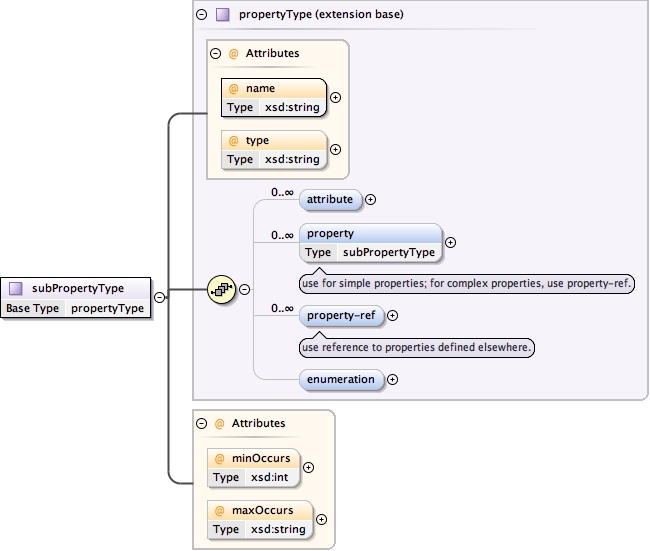 propertyType (extension base)
@ Attributes
@ name
Type xsd:string
@ type
Type xsd:string
0..∞
attribute
0..∞
property
Type subPropertyType
use for simple properties; for complex properties, use property-ref.
subPropertyType
Base Type propertyType
0..∞
property-ref
use reference to properties defined elsewhere.
enumeration
@ Attributes
@ minOccurs
Type xsd:int
@ maxOccurs
Type xsd:string